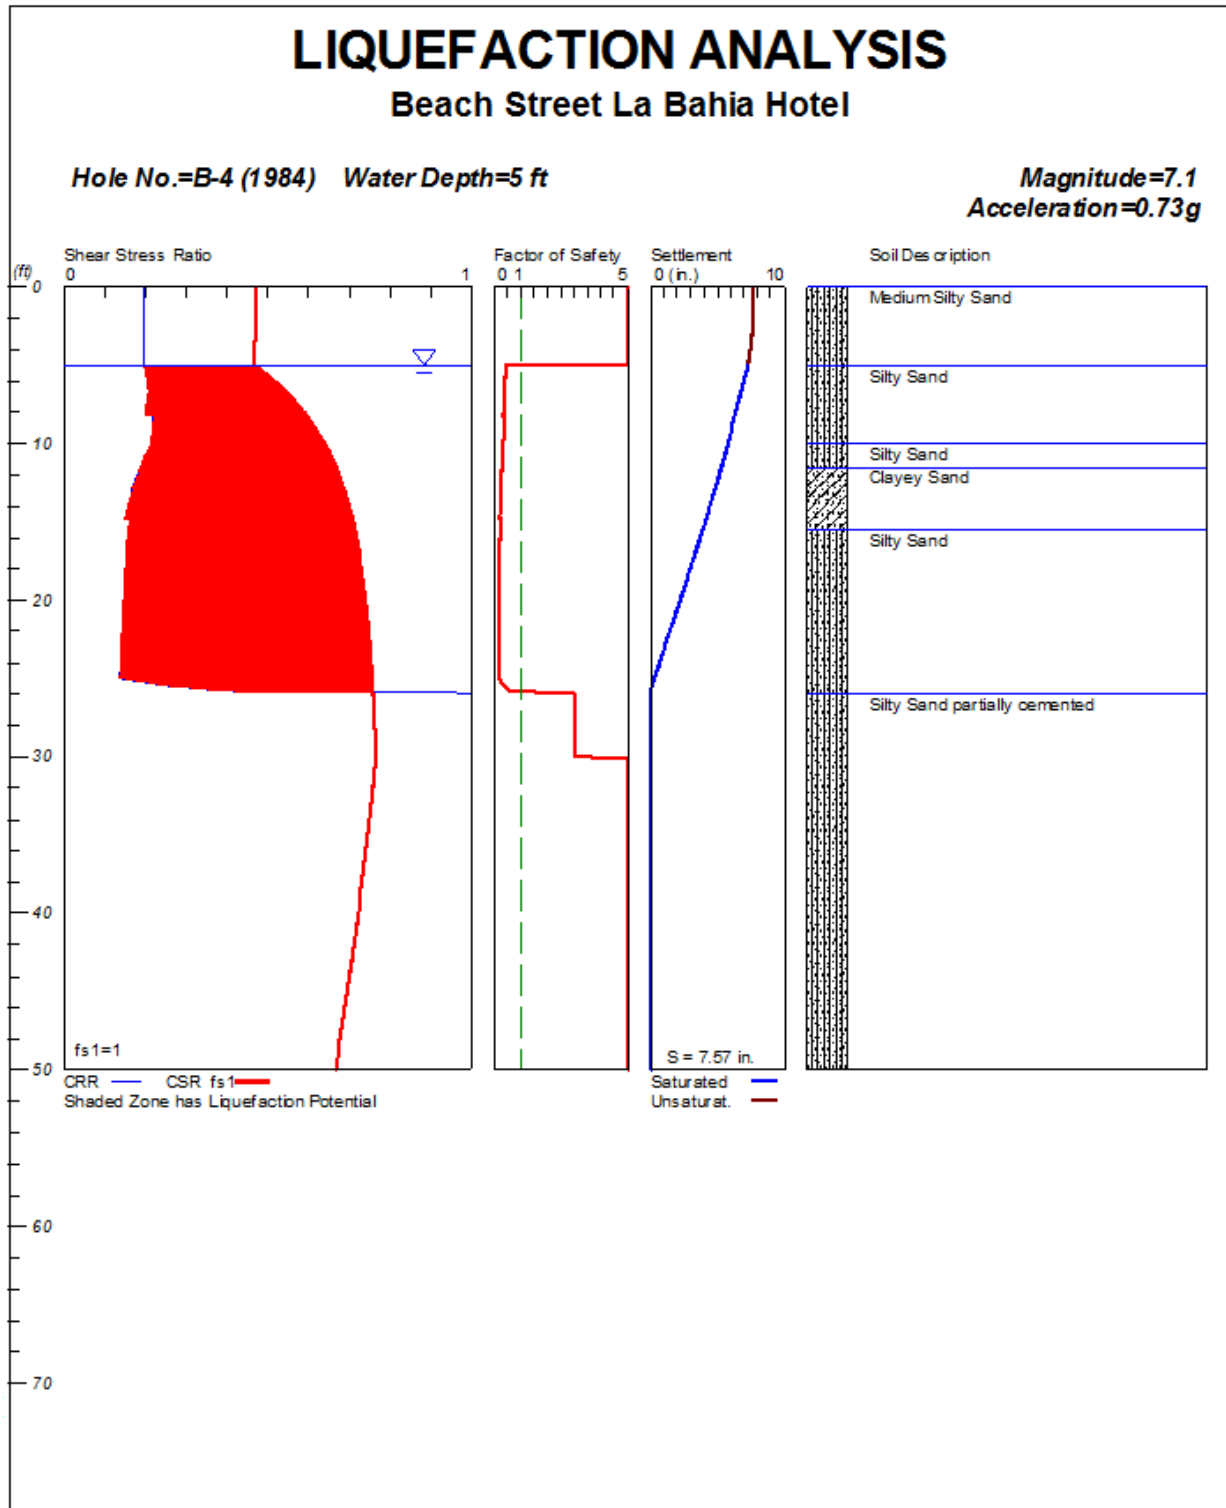 LIQUEFACTION ANALYSIS
Beach Street La Bahia Hotel
Hole No.=B-4 (1984) Water Depth=5 ft
Magnitude=7.1
Acceleration=0.73g
Shear Stress Ratio
Factor of Safety
Settlement
Soil Description
(ft)
0
1
0 1
5
0 (in.)
10
0
10
20
30
40
50
60
70
Medium Silty Sand
Silty Sand
Silty Sand
Clayey Sand
Silty Sand
Silty Sand partially cemented
fs1=1
S = 7.57 in.
CRR
CSR fs1
Shaded Zone has Liquefaction Potential
Saturated
Unsaturat.